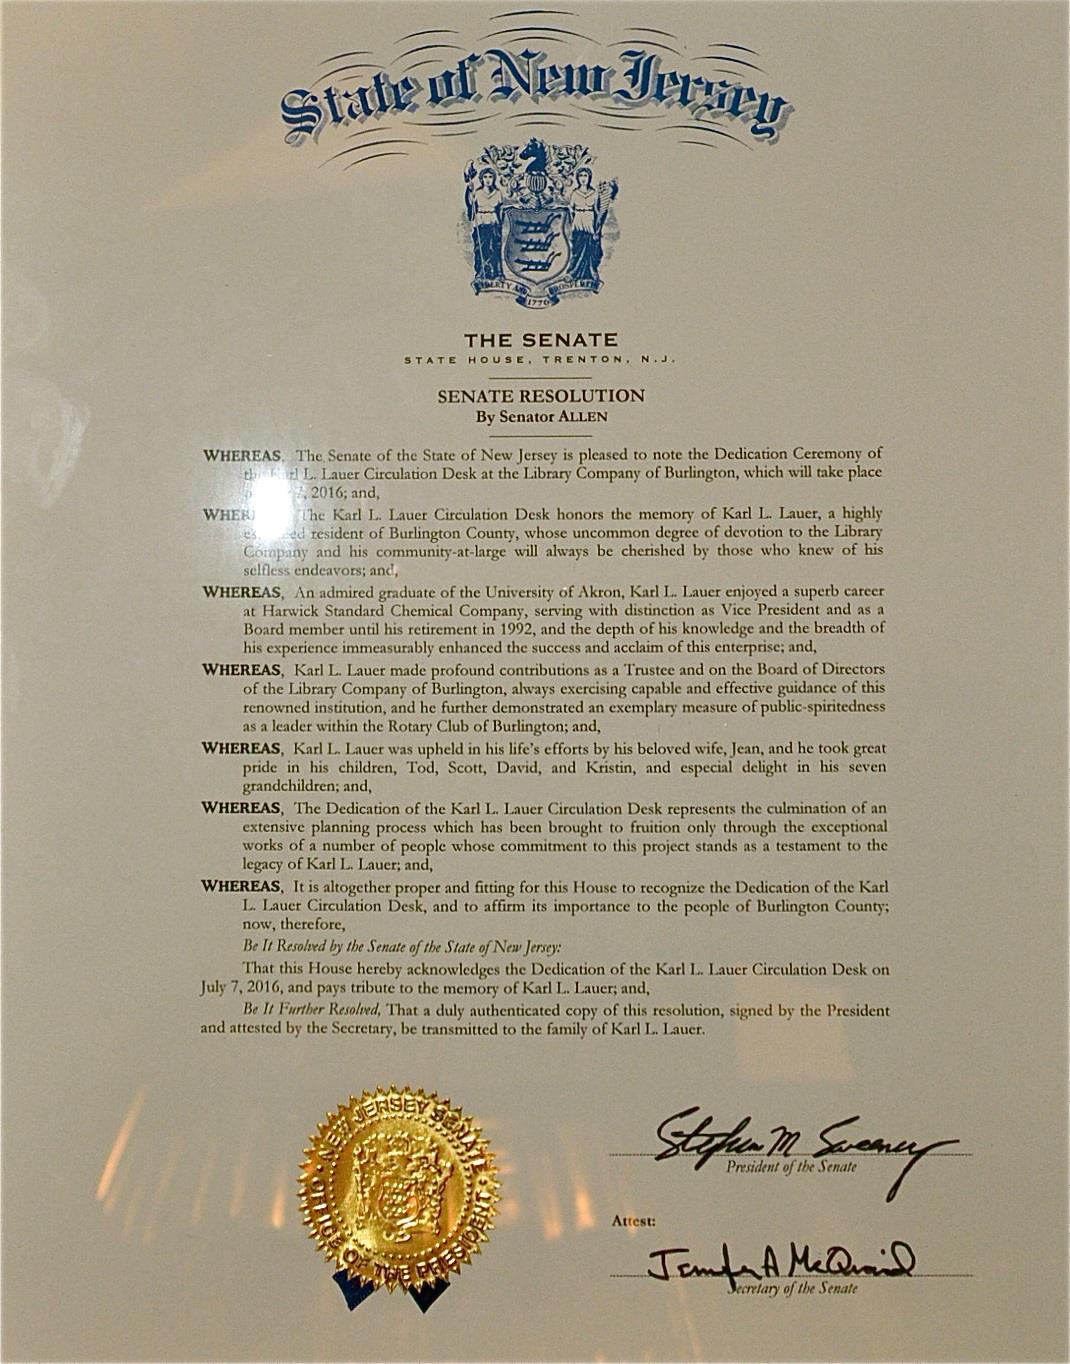 State of New Jersey
LIBERTY AND PROSPERITY
1776
THE SENATE
STATE HOUSE, TRENTON, N.J.
SENATE RESOLUTION
By Senator ALLEN
WHEREAS, The Senate of the State of New Jersey is pleased to note the Dedication Ceremony of
L. Lauer Circulation Desk at the Library Company of Burlington, which will take place
7, 2016; and,
The Karl L. Lauer Circulation Desk honors the memory of Karl L. Lauer, a highly
resident of Burlington County, whose uncommon degree of devotion to the Library
Company and his community-at-large will always be cherished by those who knew of his
selfless endeavors; and,
WHEREAS, An admired graduate of the University of Akron, Karl L. Lauer enjoyed a superb career
at Harwick Standard Chemical Company, serving with distinction as Vice President and as a
Board member until his retirement in 1992, and the depth of his knowledge and the breadth of
his experience immeasurably enhanced the success and acclaim of this enterprise; and,
WHEREAS, Karl L. Lauer made profound contributions as a Trustee and on the Board of Directors
of the Library Company of Burlington, always exercising capable and effective guidance of this
renowned institution, and he further demonstrated an exemplary measure of public-spiritedness
as a leader within the Rotary Club of Burlington; and,
WHEREAS, Karl L. Lauer was upheld in his life's efforts by his beloved wife, Jean, and he took great
pride in his children, Tod, Scott, David, and Kristin, and especial delight in his seven
grandchildren; and,
WHEREAS, The Dedication of the Karl L. Lauer Circulation Desk represents the culmination of an
extensive planning process which has been brought to fruition only through the exceptional
works of a number of people whose commitment to this project stands as a testament to the
legacy of Karl L. Lauer; and,
WHEREAS, It is altogether proper and fitting for this House to recognize the Dedication of the Karl
L. Lauer Circulation Desk, and to affirm its importance to the people of Burlington County;
now, therefore,
Be It Resolved by the Senate of the State of New Jersey:
That this House hereby acknowledges the Dedication of the Karl L. Lauer Circulation Desk on
July 7, 2016, and pays tribute to the memory of Karl L. Lauer; and,
Be It Further Resolved, That a duly authenticated copy of this resolution, signed by the President
and attested by the Secretary, be transmitted to the family of Karl L. Lauer.
NEW JERSEY SENATE
OFFICE OF THE PRESIDENT
Stephen M Sweeney
President of the Senate
Attest:
Jennifer A McQuaid
Secretary of the Senate